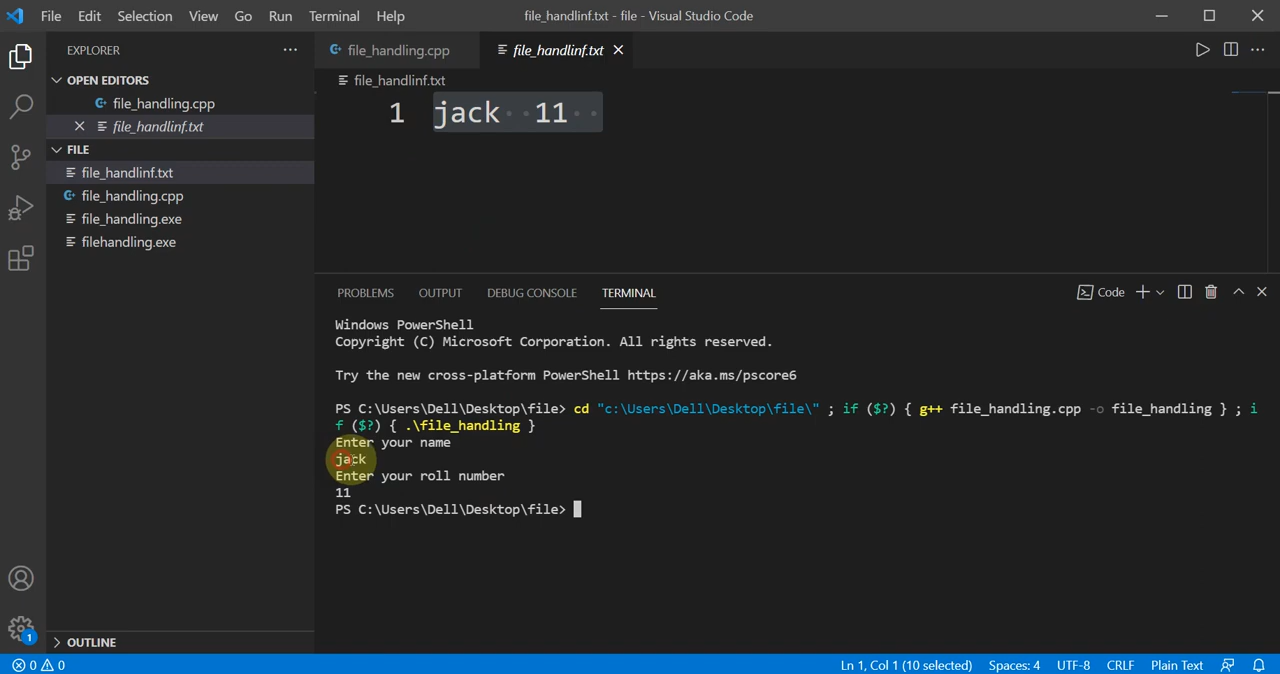 File Edit Selection View Go Run Terminal Help file_handlinf.txt - file - Visual Studio Code
EXPLORER
OPEN EDITORS
file_handling.cpp
file_handlinf.txt
FILE
file_handlinf.txt
file_handling.cpp
file_handling.exe
filehandling.exe
OUTLINE
1
file_handling.cpp file_handlinf.txt
file_handlinf.txt
1 jack 11
PROBLEMS OUTPUT DEBUG CONSOLE TERMINAL Code
Windows PowerShell
Copyright (C) Microsoft Corporation. All rights reserved.
Try the new cross-platform PowerShell https://aka.ms/pscore6
PS C:\Users\Dell\Desktop\file> cd "c:\Users\Dell\Desktop\file\" ; if ($?) { g++ file_handling.cpp -o file_handling } ; i
f ($?) { .\file_handling }
Enter your name
jack
Enter your roll number
11
PS C:\Users\Dell\Desktop\file>
0 0 Ln 1, Col 1 (10 selected) Spaces: 4 UTF-8 CRLF Plain Text